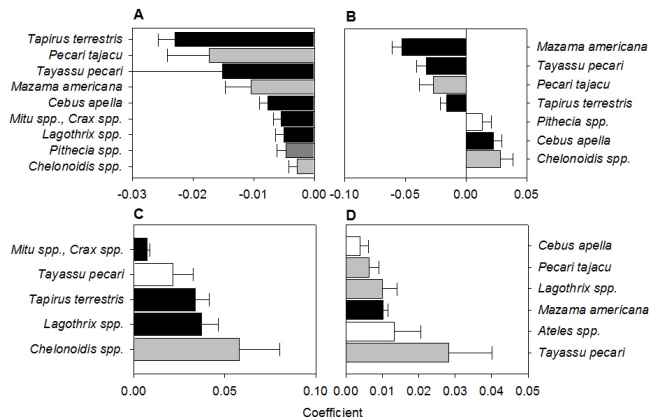 A
Tapirus terrestris
Pecari tajacu
Tayassu pecari
Mazama americana
Cebus apella
Mitu spp., Crax spp.
Lagothrix spp.
Pithecia spp.
Chelonoidis spp.
-0.03 -0.02 -0.01 0.00
B
Mazama americana
Tayassu pecari
Pecari tajacu
Tapirus terrestris
Pithecia spp.
Cebus apella
Chelonoidis spp.
-0.10 -0.05 0.00 0.05
C
Mitu spp., Crax spp.
Tayassu pecari
Tapirus terrestris
Lagothrix spp.
Chelonoidis spp.
0.00 0.05 0.10
D
Cebus apella
Pecari tajacu
Lagothrix spp.
Mazama americana
Ateles spp.
Tayassu pecari
0.00 0.01 0.02 0.03 0.04 0.05
Coefficient